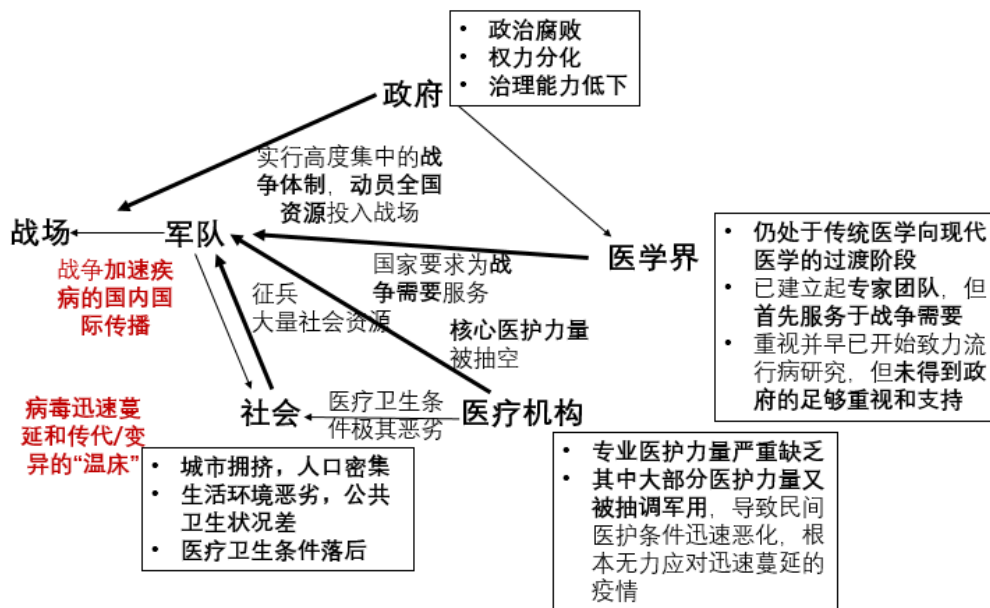 • 政治腐败
• 权力分化
• 治理能力低下
政府
实行高度集中的战
争体制，动员全国
资源投入战场
战场
军队
医学界
国家要求为战
争需要服务
• 仍处于传统医学向现代
医学的过渡阶段
• 已建立起专家团队，但
首先服务于战争需要
• 重视并早已开始致力流
行病研究，但未得到政
府的足够重视和支持
战争加速疾
病的国内国
际传播
征兵
大量社会资源
核心医护力量
被抽空
病毒迅速蔓
延和传代/变
异的“温床”
社会
医疗卫生条
件极其恶劣
医疗机构
• 城市拥挤，人口密集
• 生活环境恶劣，公共
卫生状况差
• 医疗卫生条件落后
• 专业医护力量严重缺乏
• 其中大部分医护力量又
被抽调军用，导致民间
医护条件迅速恶化，根
本无力应对迅速蔓延的
疫情